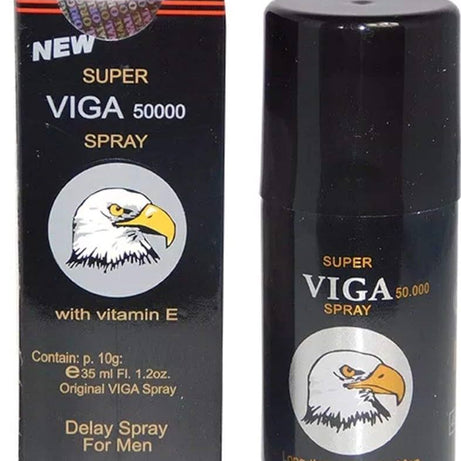 NEW
SUPER
VIGA 50000
SPRAY
with vitamin E
Contain: p. 10g:
℮35 ml Fl. 1.2oz.
Original VIGA Spray
Delay Spray
For Men
SUPER
VIGA 50.000
SPRAY